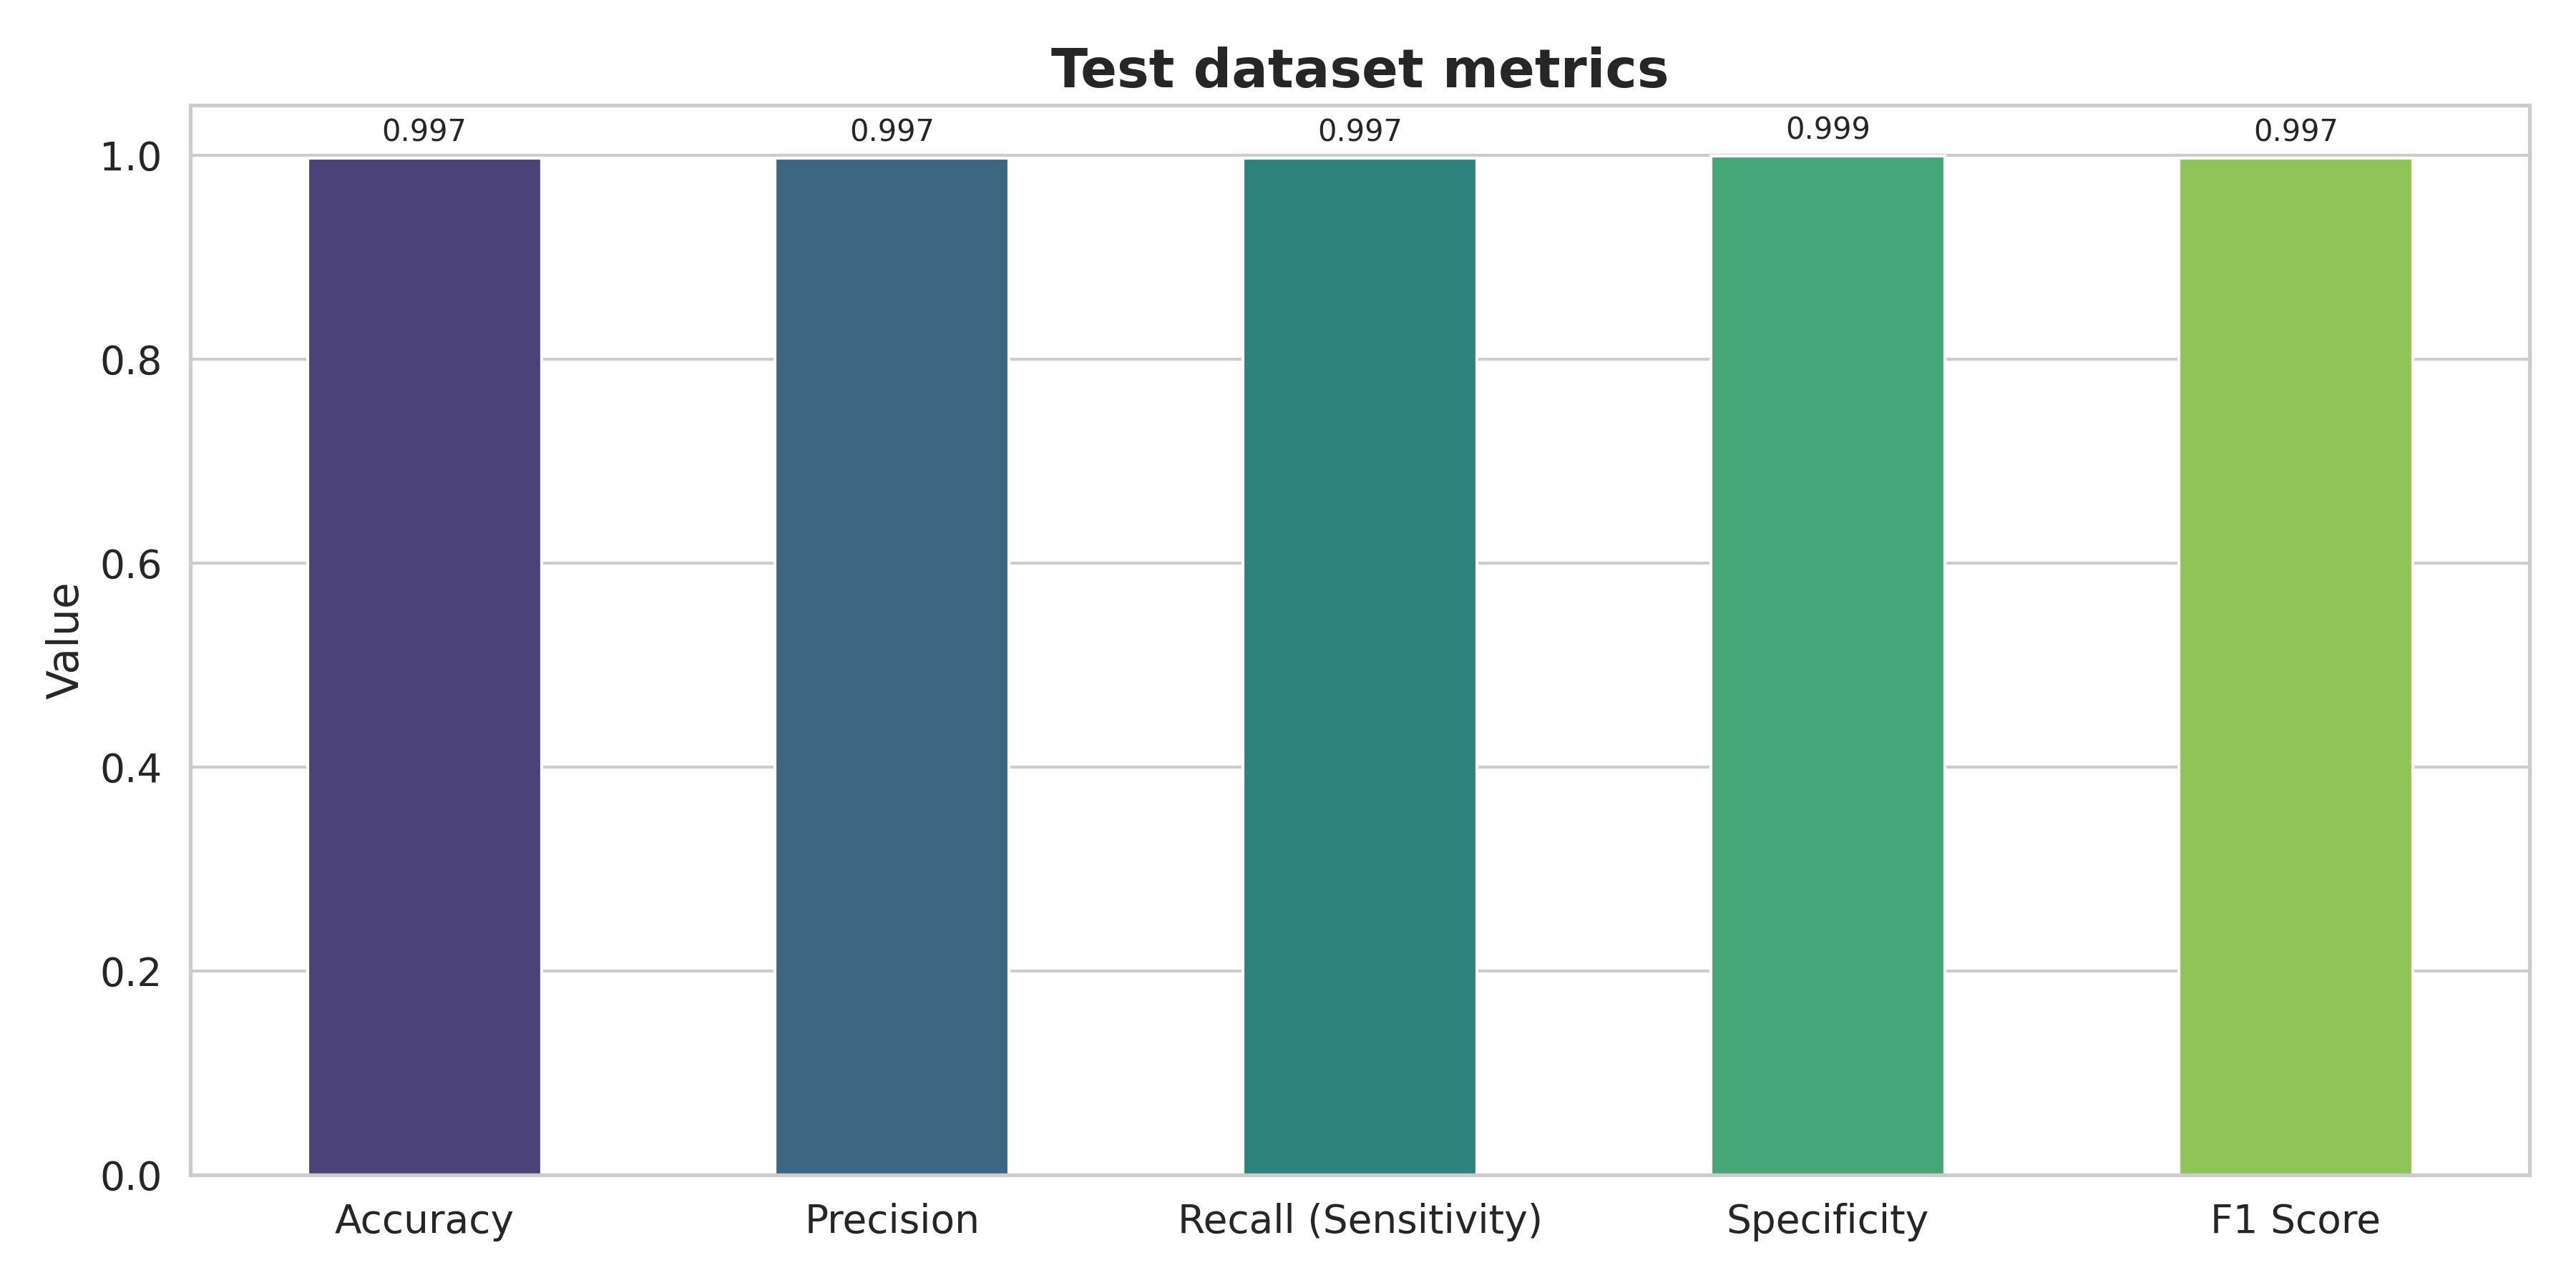 Test dataset metrics
0.997 0.997 0.997 0.999 0.997
1.0
0.8
0.6
0.4
0.2
0.0
Value
Accuracy Precision Recall (Sensitivity) Specificity F1 Score